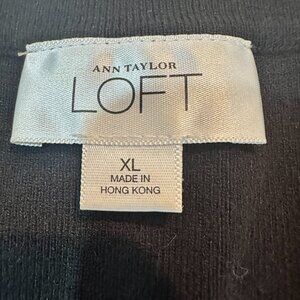 ANN TAYLOR
LOFT
XL
MADE IN
HONG KONG